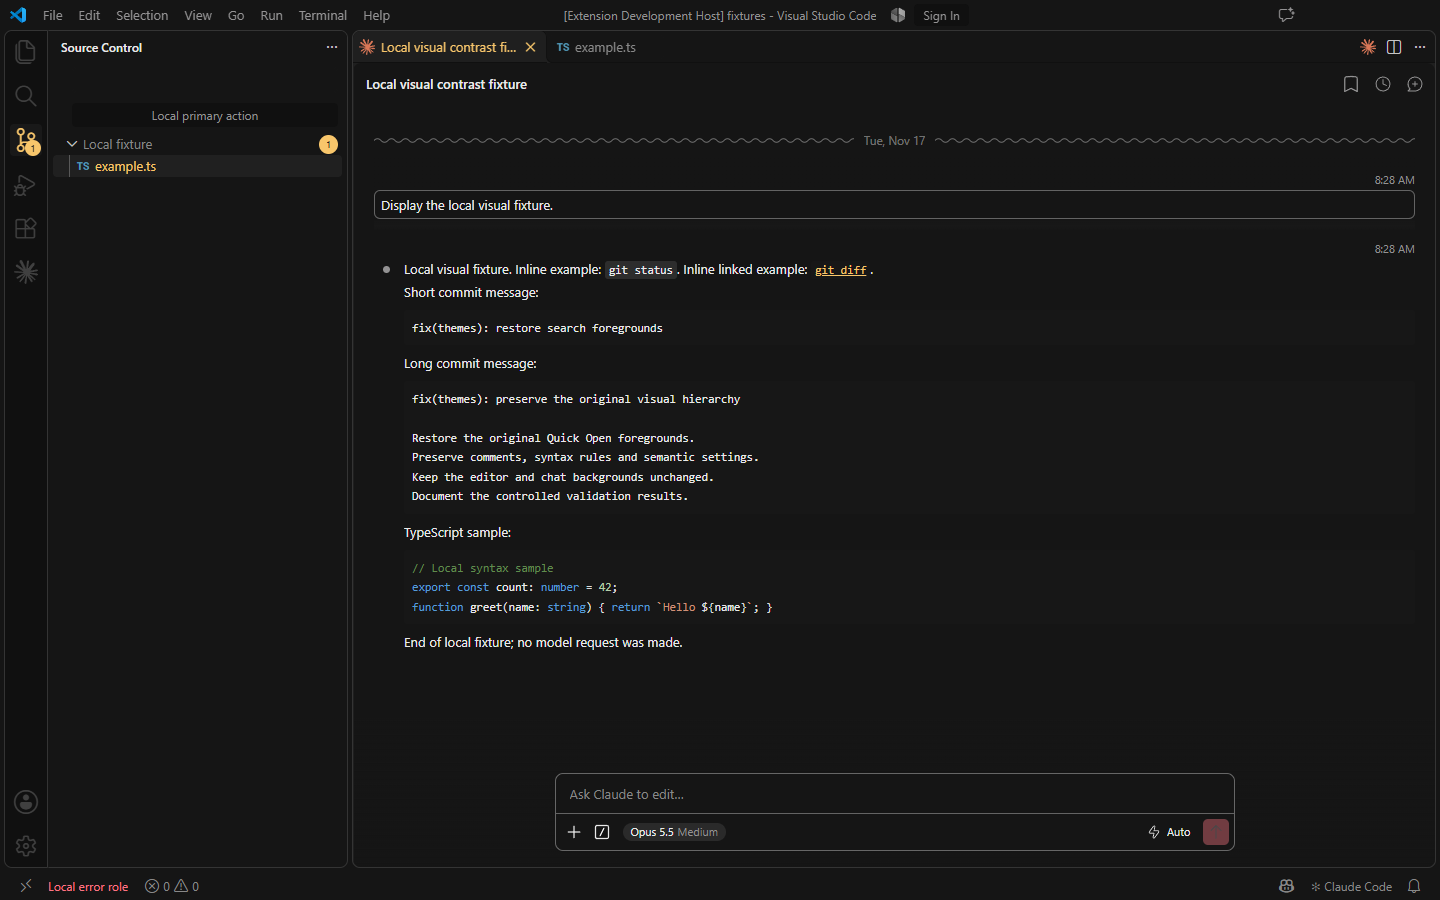 File Edit Selection View Go Run Terminal Help
[Extension Development Host] fixtures - Visual Studio Code
Sign In
Source Control
Local primary action
Local fixture 1
TS example.ts
1
Local visual contrast fi...
TS example.ts
Local visual contrast fixture
Tue, Nov 17
8:28 AM
Display the local visual fixture.
8:28 AM
Local visual fixture. Inline example: git status. Inline linked example: git diff.
Short commit message:
fix(themes): restore search foregrounds
Long commit message:
fix(themes): preserve the original visual hierarchy
Restore the original Quick Open foregrounds.
Preserve comments, syntax rules and semantic settings.
Keep the editor and chat backgrounds unchanged.
Document the controlled validation results.
TypeScript sample:
// Local syntax sample
export const count: number = 42;
function greet(name: string) { return `Hello ${name}`; }
End of local fixture; no model request was made.
Ask Claude to edit...
Opus 5.5 Medium
Auto
Local error role
0 0
Claude Code